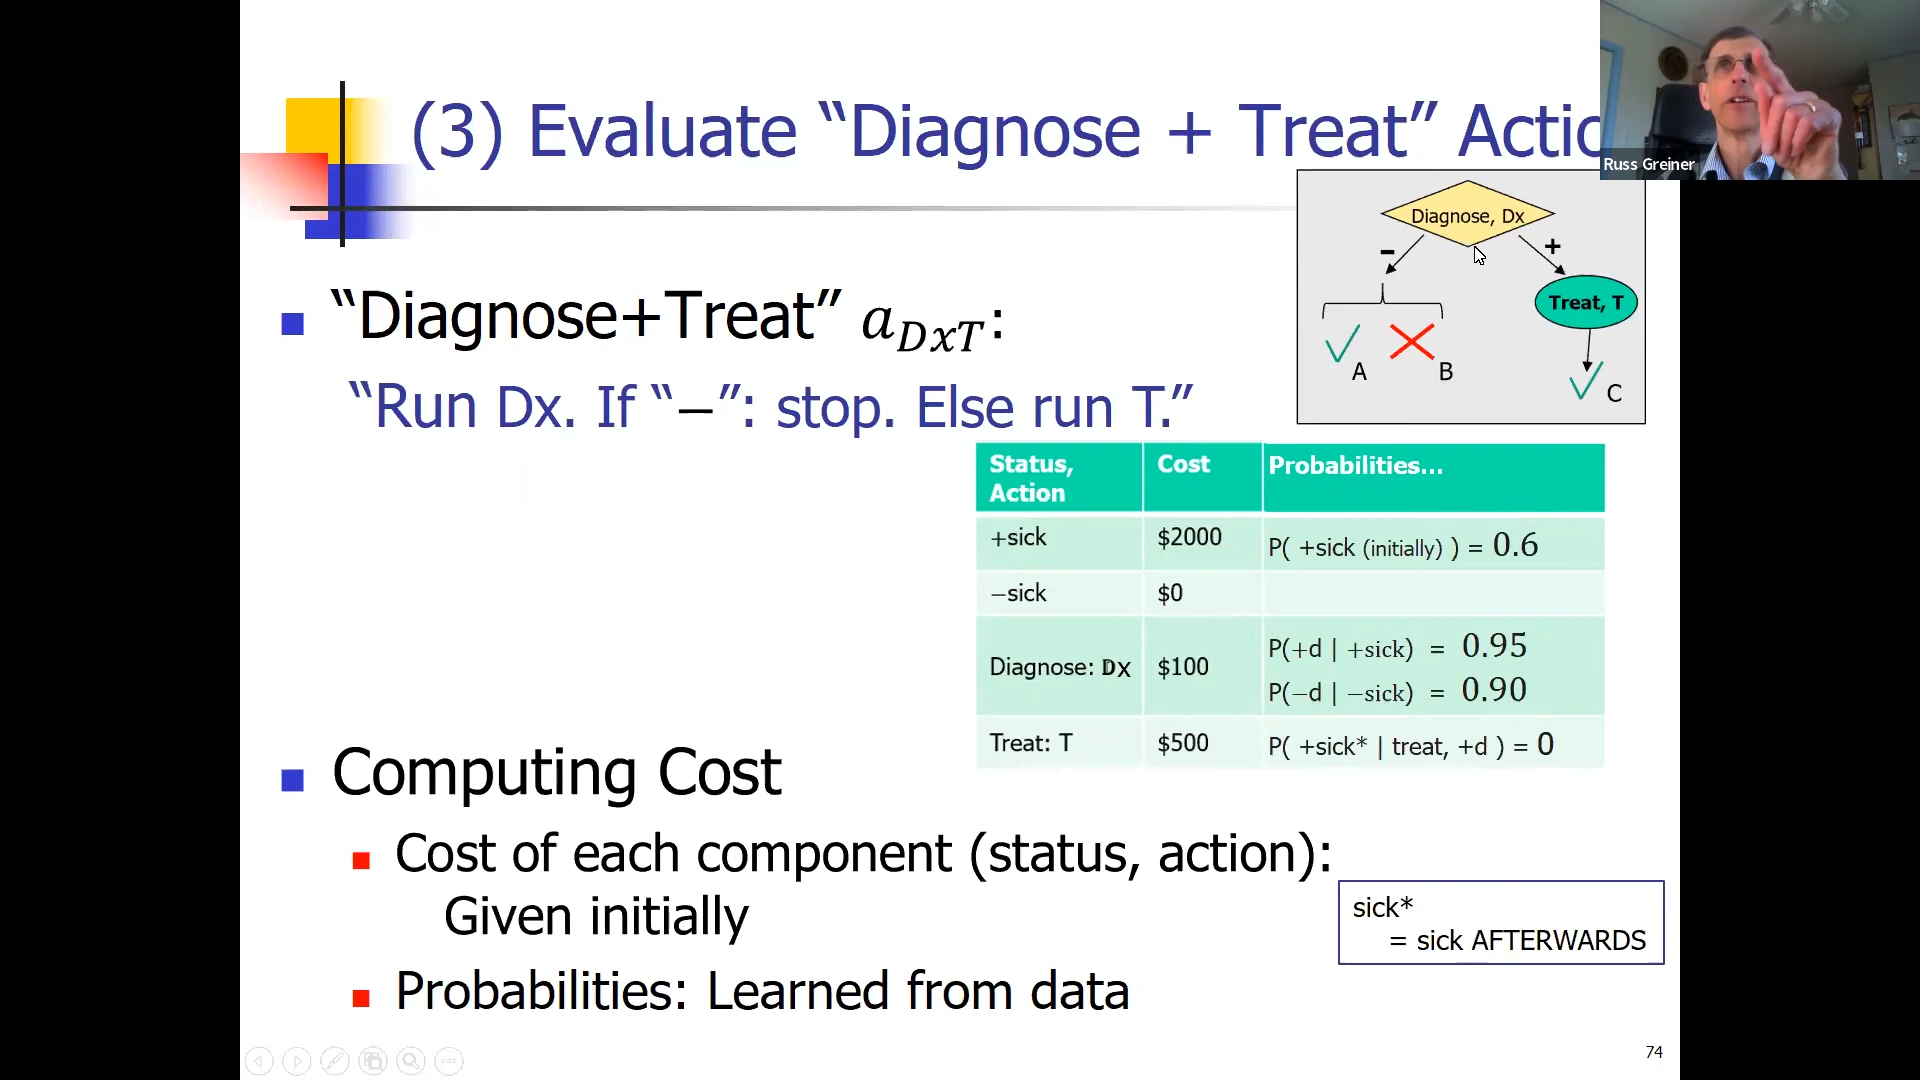 (3) Evaluate “Diagnose + Treat” Actio
Russ Greiner
Diagnose, Dx
− +
Treat, T
A B
C
“Diagnose+Treat” aDxT:
“Run Dx. If “−”: stop. Else run T.”
Status, Action Cost Probabilities...
+sick $2000 P( +sick (initially) ) = 0.6
−sick $0
Diagnose: Dx $100 P(+d | +sick) = 0.95
P(−d | −sick) = 0.90
Treat: T $500 P( +sick* | treat, +d ) = 0
Computing Cost
Cost of each component (status, action):
Given initially
sick*
= sick AFTERWARDS
Probabilities: Learned from data
74